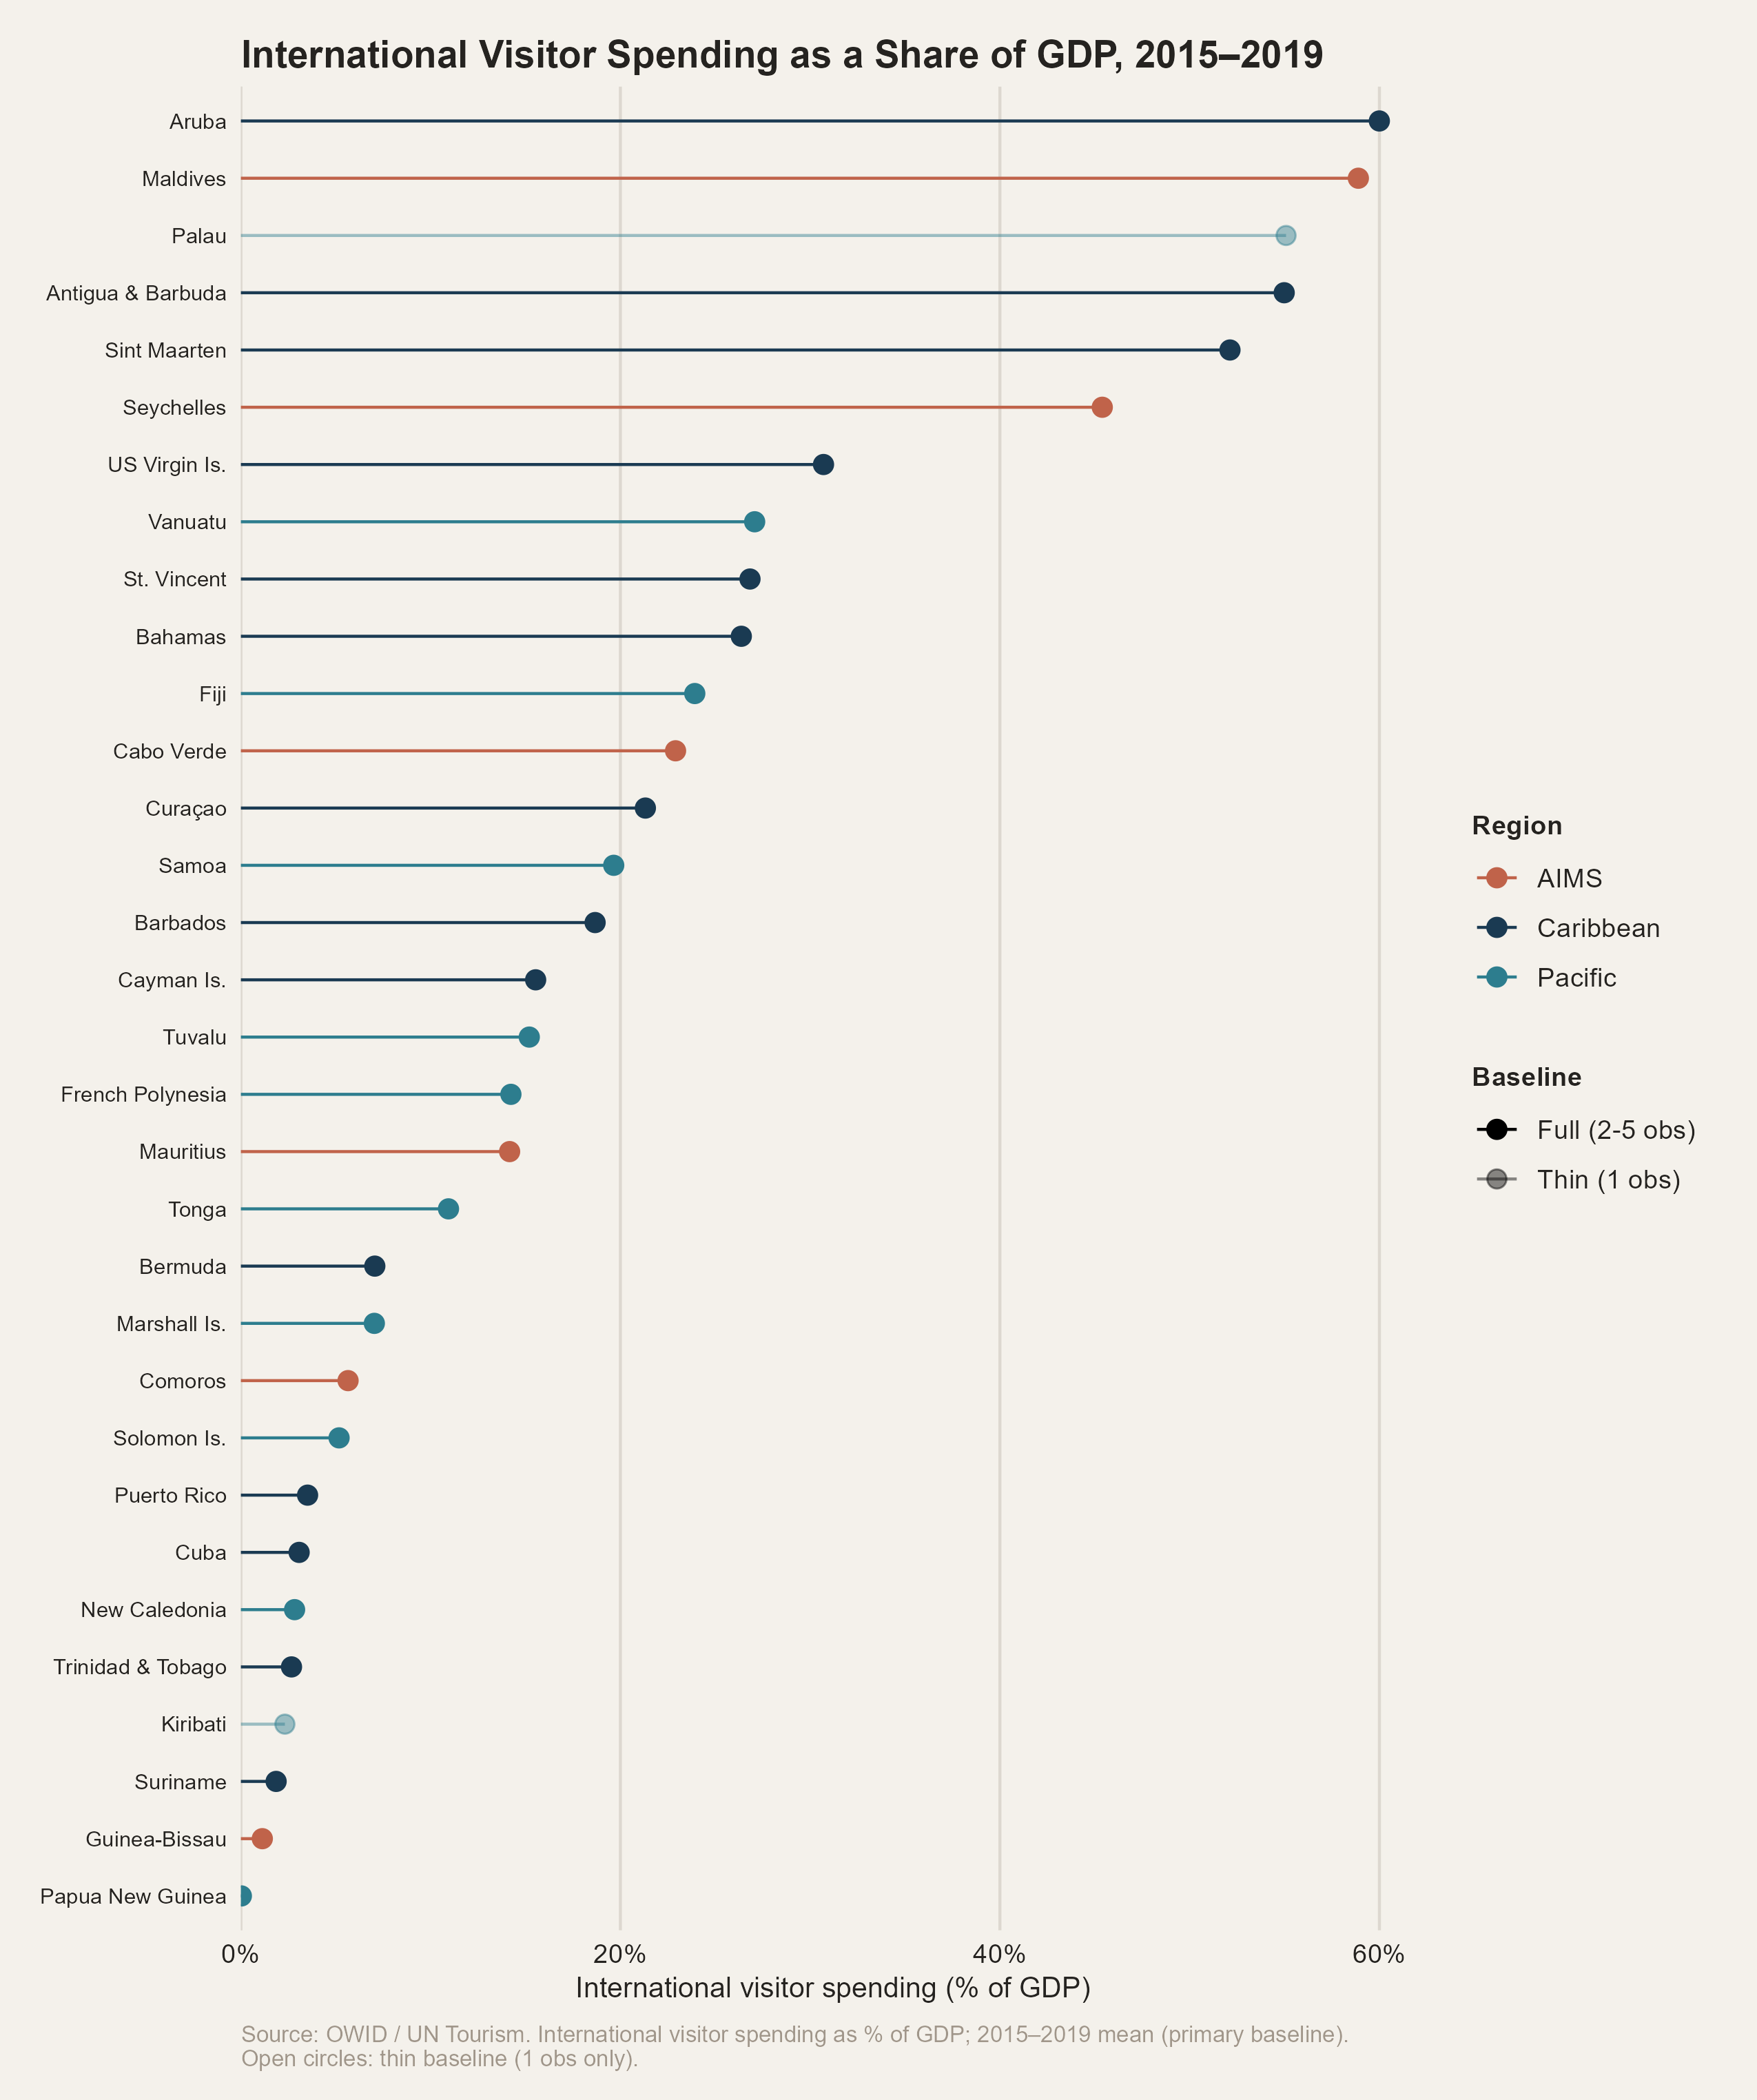 International Visitor Spending as a Share of GDP, 2015–2019
Aruba
Maldives
Palau
Antigua & Barbuda
Sint Maarten
Seychelles
US Virgin Is.
Vanuatu
St. Vincent
Bahamas
Fiji
Cabo Verde
Curaçao
Samoa
Barbados
Cayman Is.
Tuvalu
French Polynesia
Mauritius
Tonga
Bermuda
Marshall Is.
Comoros
Solomon Is.
Puerto Rico
Cuba
New Caledonia
Trinidad & Tobago
Kiribati
Suriname
Guinea-Bissau
Papua New Guinea
0%
20%
40%
60%
International visitor spending (% of GDP)
Region
AIMS
Caribbean
Pacific
Baseline
Full (2-5 obs)
Thin (1 obs)
Source: OWID / UN Tourism. International visitor spending as % of GDP; 2015–2019 mean (primary baseline).
Open circles: thin baseline (1 obs only).